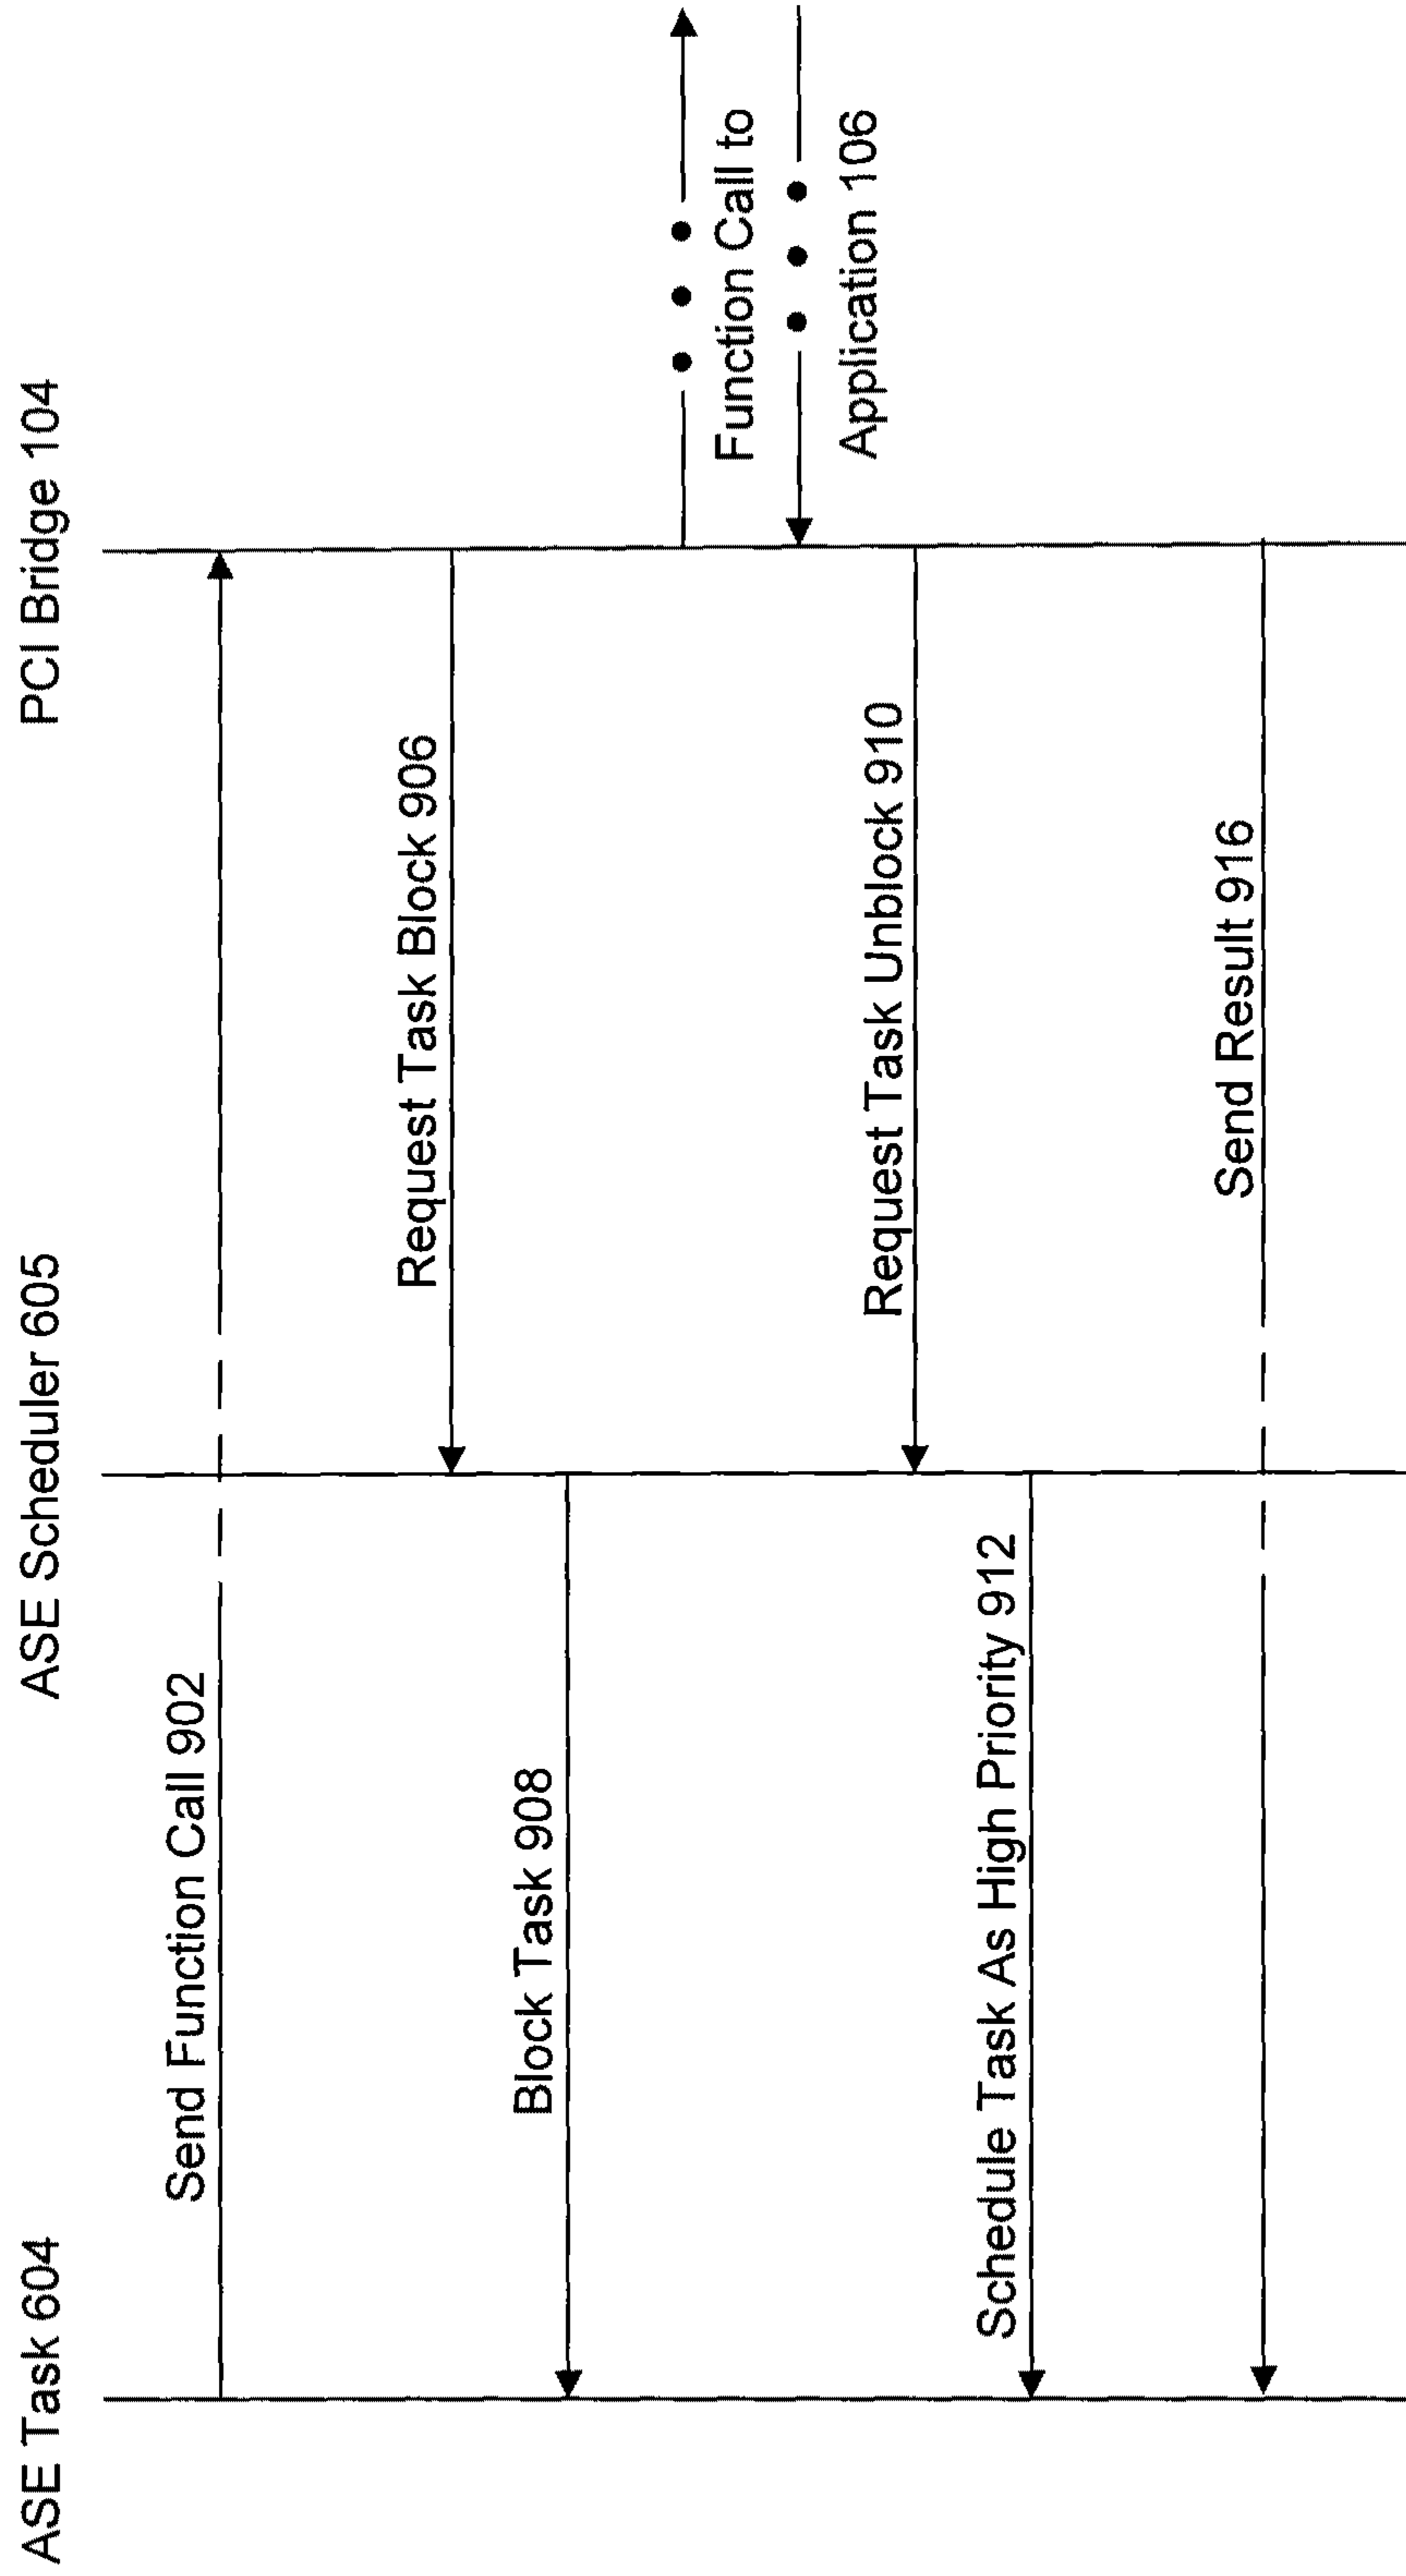 ASE Task 604
ASE Scheduler 605
PCI Bridge 104
Send Function Call 902
Request Task Block 906
Block Task 908
Function Call to
Application 106
Request Task Unblock 910
Schedule Task As High Priority 912
Send Result 916